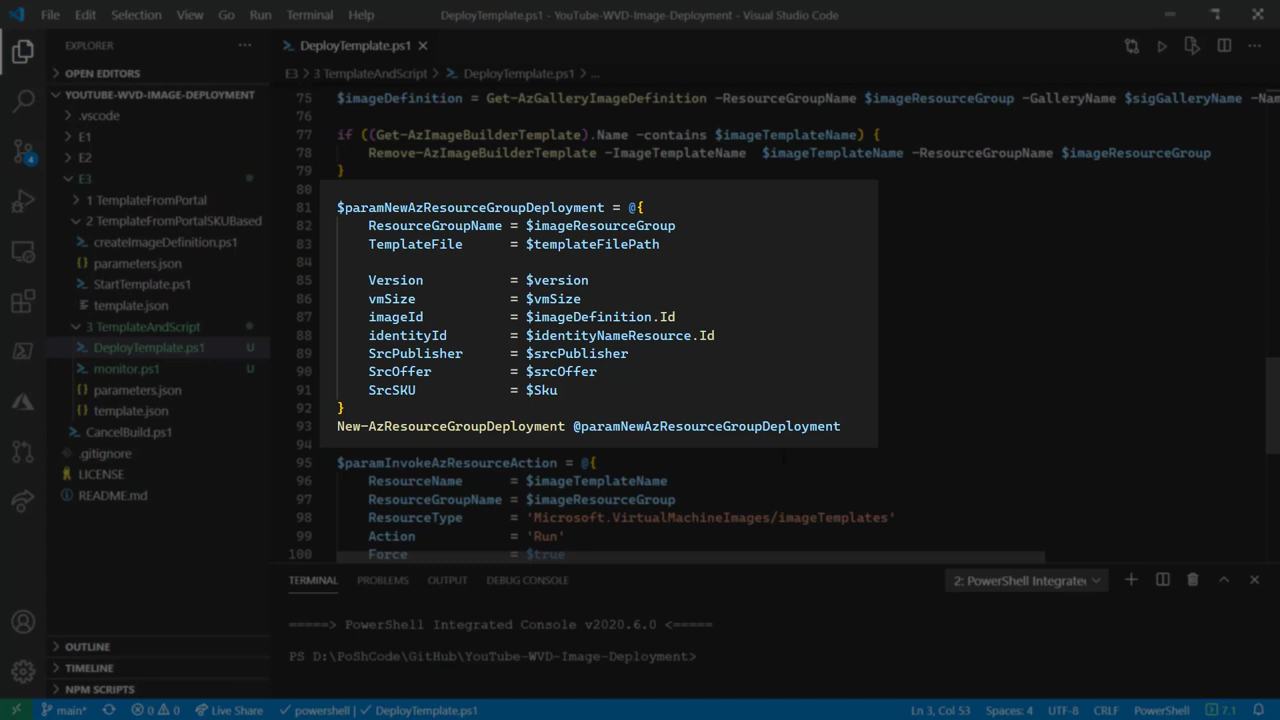 File Edit Selection View Go Run Terminal Help DeployTemplate.ps1 - YouTube-WVD-Image-Deployment - Visual Studio Code
EXPLORER
OPEN EDITORS
YOUTUBE-WVD-IMAGE-DEPLOYMENT
.vscode
E1
E2
E3
1 TemplateFromPortal
2 TemplateFromPortalSKUBased
createImageDefinition.ps1
parameters.json
StartTemplate.ps1
template.json
3 TemplateAndScript
DeployTemplate.ps1 U
monitor.ps1 U
parameters.json
template.json
CancelBuild.ps1
.gitignore
LICENSE
README.md
OUTLINE
TIMELINE
NPM SCRIPTS
4
DeployTemplate.ps1
E3 > 3 TemplateAndScript > DeployTemplate.ps1 > ...
75 $imageDefinition = Get-AzGalleryImageDefinition -ResourceGroupName $imageResourceGroup -GalleryName $sigGalleryName -Na
76
77 if ((Get-AzImageBuilderTemplate).Name -contains $imageTemplateName) {
78 Remove-AzImageBuilderTemplate -ImageTemplateName $imageTemplateName -ResourceGroupName $imageResourceGroup
79 }
80
81 $paramNewAzResourceGroupDeployment = @{
82 ResourceGroupName = $imageResourceGroup
83 TemplateFile = $templateFilePath
84
85 Version = $version
86 vmSize = $vmSize
87 imageId = $imageDefinition.Id
88 identityId = $identityNameResource.Id
89 SrcPublisher = $srcPublisher
90 SrcOffer = $srcOffer
91 SrcSKU = $Sku
92 }
93 New-AzResourceGroupDeployment @paramNewAzResourceGroupDeployment
94
95 $paramInvokeAzResourceAction = @{
96 ResourceName = $imageTemplateName
97 ResourceGroupName = $imageResourceGroup
98 ResourceType = 'Microsoft.VirtualMachineImages/imageTemplates'
99 Action = 'Run'
100 Force = $true
TERMINAL PROBLEMS OUTPUT DEBUG CONSOLE 2: PowerShell Integrate
=====> PowerShell Integrated Console v2020.6.0 <=====
PS D:\PoShCode\GitHub\YouTube-WVD-Image-Deployment>
main* 0 0 Live Share powershell | DeployTemplate.ps1 Ln 3, Col 53 Spaces: 4 UTF-8 CRLF PowerShell 7.1